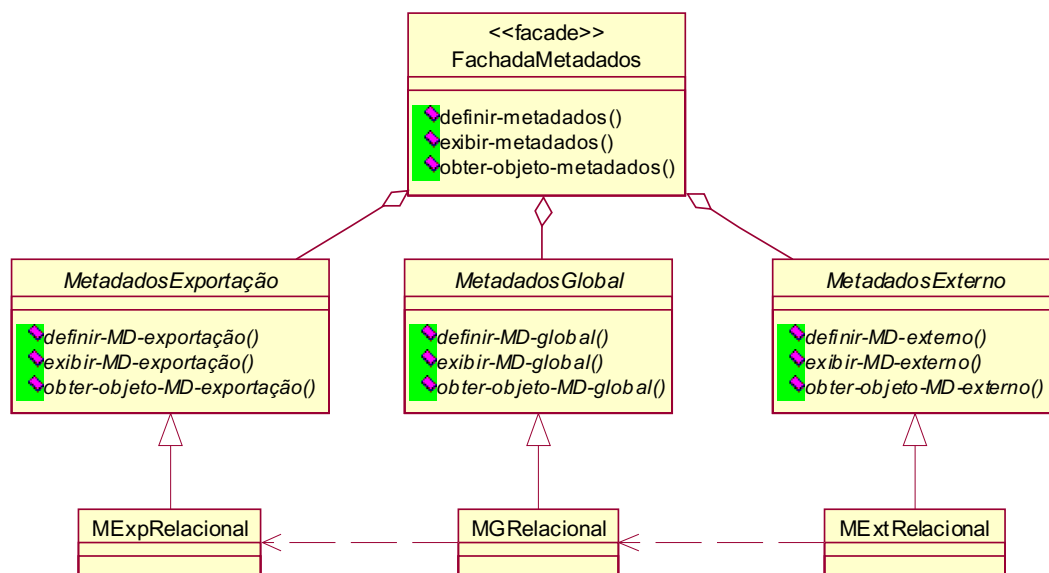 <<facade>>
FachadaMetadados
definir-metadados()
exibir-metadados()
obter-objeto-metadados()
MetadadosExportação
definir-MD-exportação()
exibir-MD-exportação()
obter-objeto-MD-exportação()
MetadadosGlobal
definir-MD-global()
exibir-MD-global()
obter-objeto-MD-global()
MetadadosExterno
definir-MD-externo()
exibir-MD-externo()
obter-objeto-MD-externo()
MExpRelacional
MGRelacional
MExtRelacional